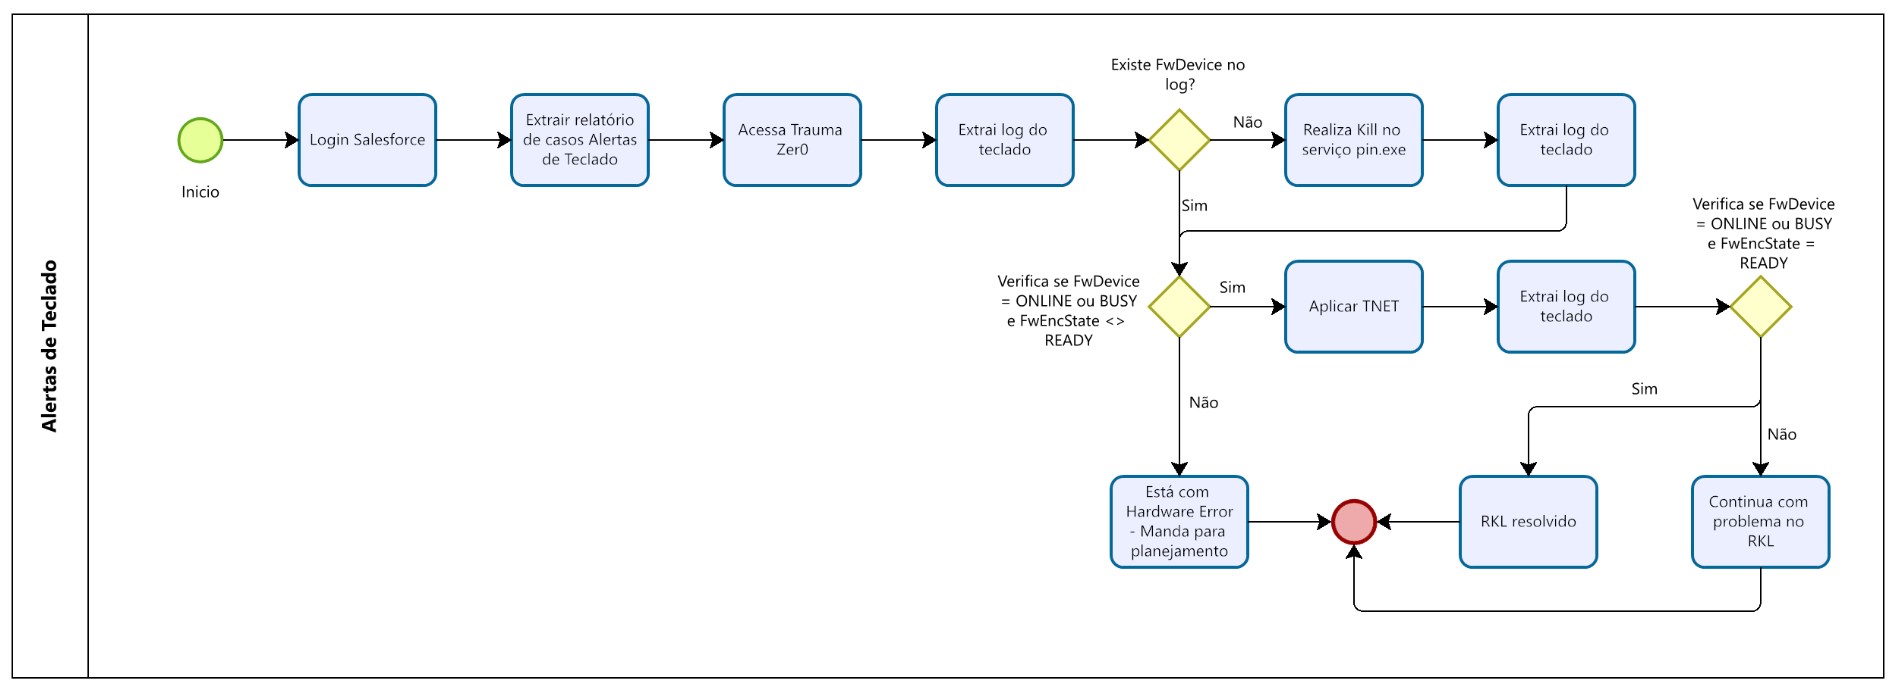 Alertas de Teclado
Inicio
Login Salesforce
Extrair relatório
de casos Alertas
de Teclado
Acessa Trauma
Zer0
Extrai log do
teclado
Existe FwDevice no
log?
Não
Realiza Kill no
serviço pin.exe
Extrai log do
teclado
Sim
Verifica se FwDevice
= ONLINE ou BUSY
e FwEncState <>
READY
Sim
Aplicar TNET
Extrai log do
teclado
Verifica se FwDevice
= ONLINE ou BUSY
e FwEncState =
READY
Não
Está com
Hardware Error
- Manda para
planejamento
Sim
RKL resolvido
Não
Continua com
problema no
RKL